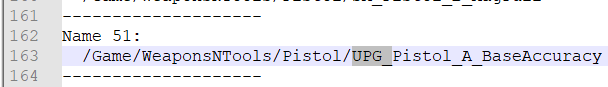 161 --------------------
162 Name 51:
163 /Game/WeaponsNTools/Pistol/UPG_Pistol_A_BaseAccuracy
164 --------------------